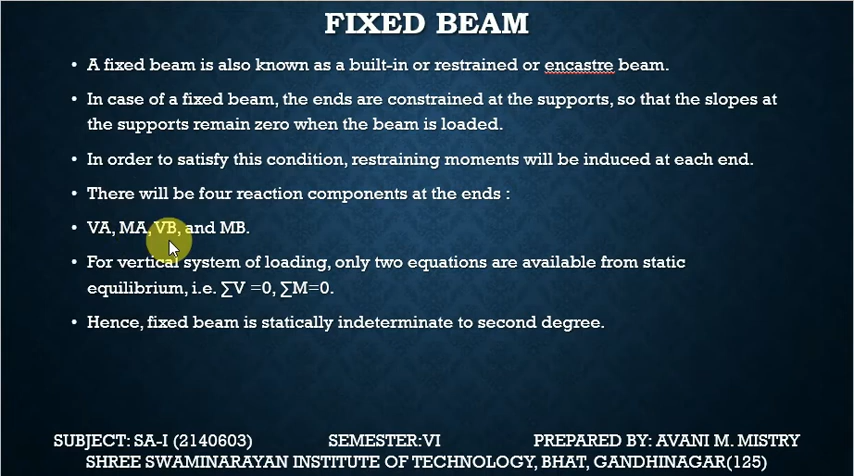 FIXED BEAM
• A fixed beam is also known as a built-in or restrained or encastre beam.
• In case of a fixed beam, the ends are constrained at the supports, so that the slopes at
the supports remain zero when the beam is loaded.
• In order to satisfy this condition, restraining moments will be induced at each end.
• There will be four reaction components at the ends :
• VA, MA, VB, and MB.
• For vertical system of loading, only two equations are available from static
equilibrium, i.e. ∑V =0, ∑M=0.
• Hence, fixed beam is statically indeterminate to second degree.
SUBJECT: SA-I (2140603) SEMESTER:VI PREPARED BY: AVANI M. MISTRY
SHREE SWAMINARAYAN INSTITUTE OF TECHNOLOGY, BHAT, GANDHINAGAR(125)